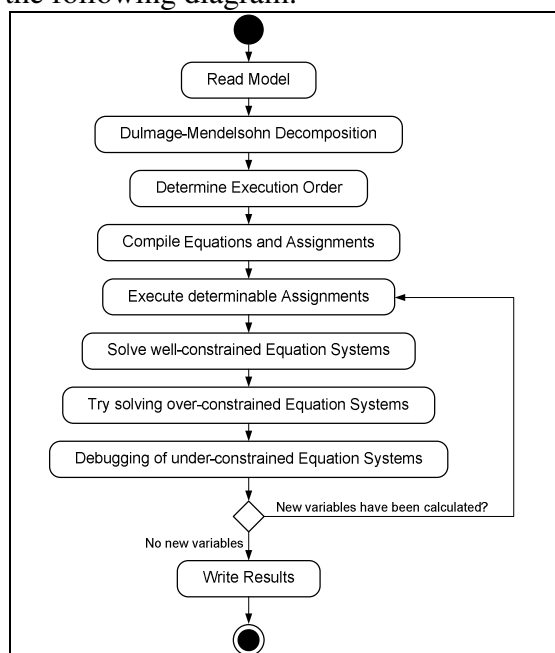 the following diagram:
Read Model
Dulmage-Mendelsohn Decomposition
Determine Execution Order
Compile Equations and Assignments
Execute determinable Assignments
Solve well-constrained Equation Systems
Try solving over-constrained Equation Systems
Debugging of under-constrained Equation Systems
New variables have been calculated?
No new variables
Write Results